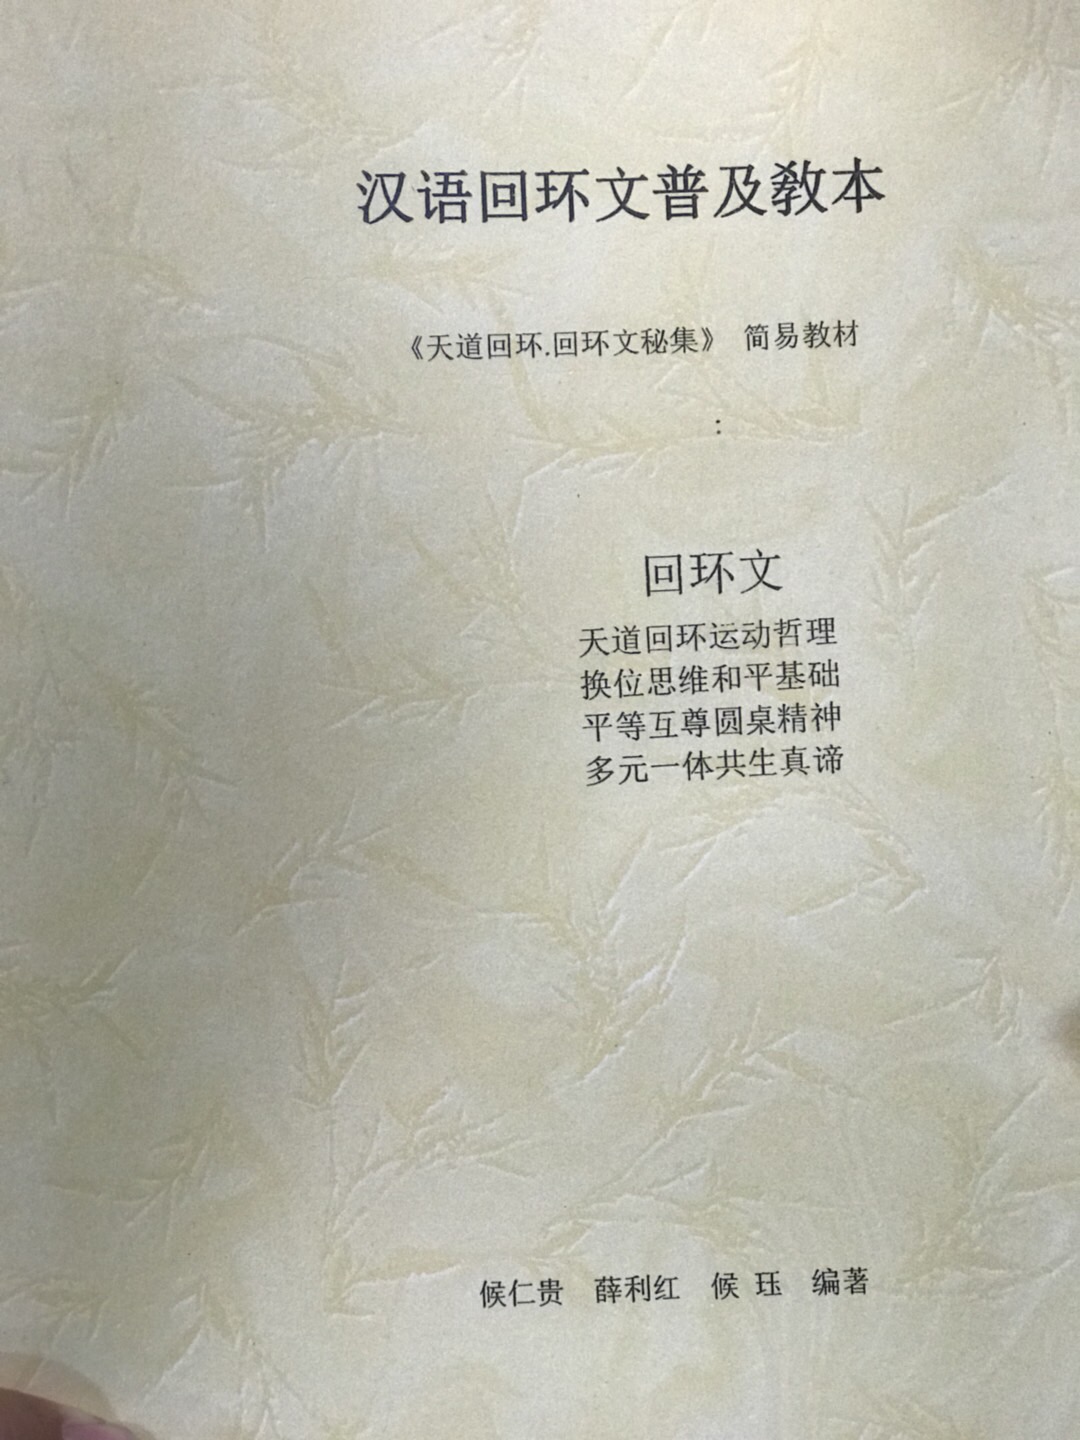 汉语回环文普及教本
《天道回环.回环文秘集》 简易教材
:
回环文
天道回环运动哲理
换位思维和平基础
平等互尊圆桌精神
多元一体共生真谛
候仁贵 薛利红 候 珏 编著